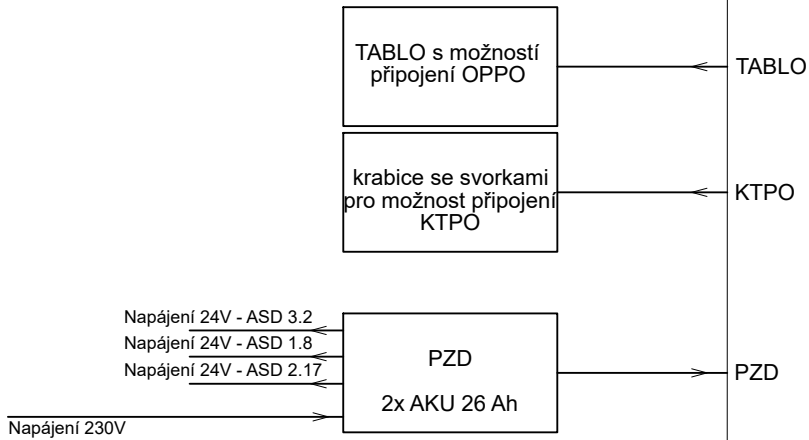 TABLO s možností
připojení OPPO
TABLO
krabice se svorkami
pro možnost připojení
KTPO
KTPO
Napájení 24V - ASD 3.2
Napájení 24V - ASD 1.8
Napájení 24V - ASD 2.17
PZD
2x AKU 26 Ah
PZD
Napájení 230V